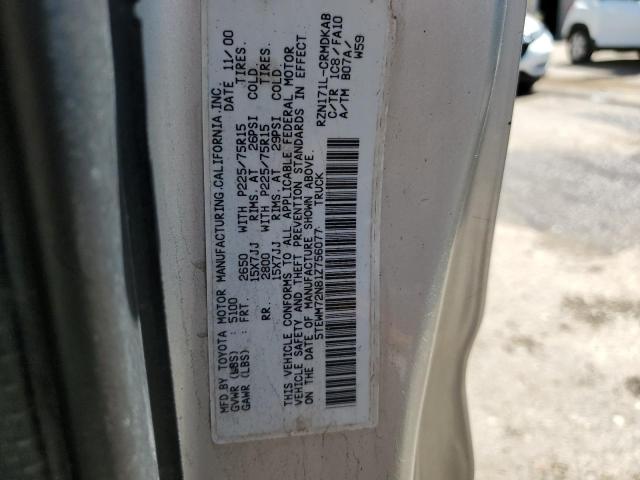 MFD BY TOYOTA MOTOR MANUFACTURING, CALIFORNIA, INC.
GVWR (LBS) : 5100 DATE 11/00
GAWR (LBS) : FRT. 2650 WITH P225/75R15 TIRES.
15X7JJ RIMS. AT 26PSI COLD.
RR. 2800 WITH P225/75R15 TIRES.
15X7JJ RIMS. AT 29PSI COLD.
THIS VEHICLE CONFORMS TO ALL APPLICABLE FEDERAL MOTOR
VEHICLE SAFETY AND THEFT PREVENTION STANDARDS IN EFFECT
ON THE DATE OF MANUFACTURE SHOWN ABOVE.
5TEWM72N81Z756077 TRUCK
RZN171L-CRMDKAB
C/TR 1C8/FA10
A/TM B07A/
W59